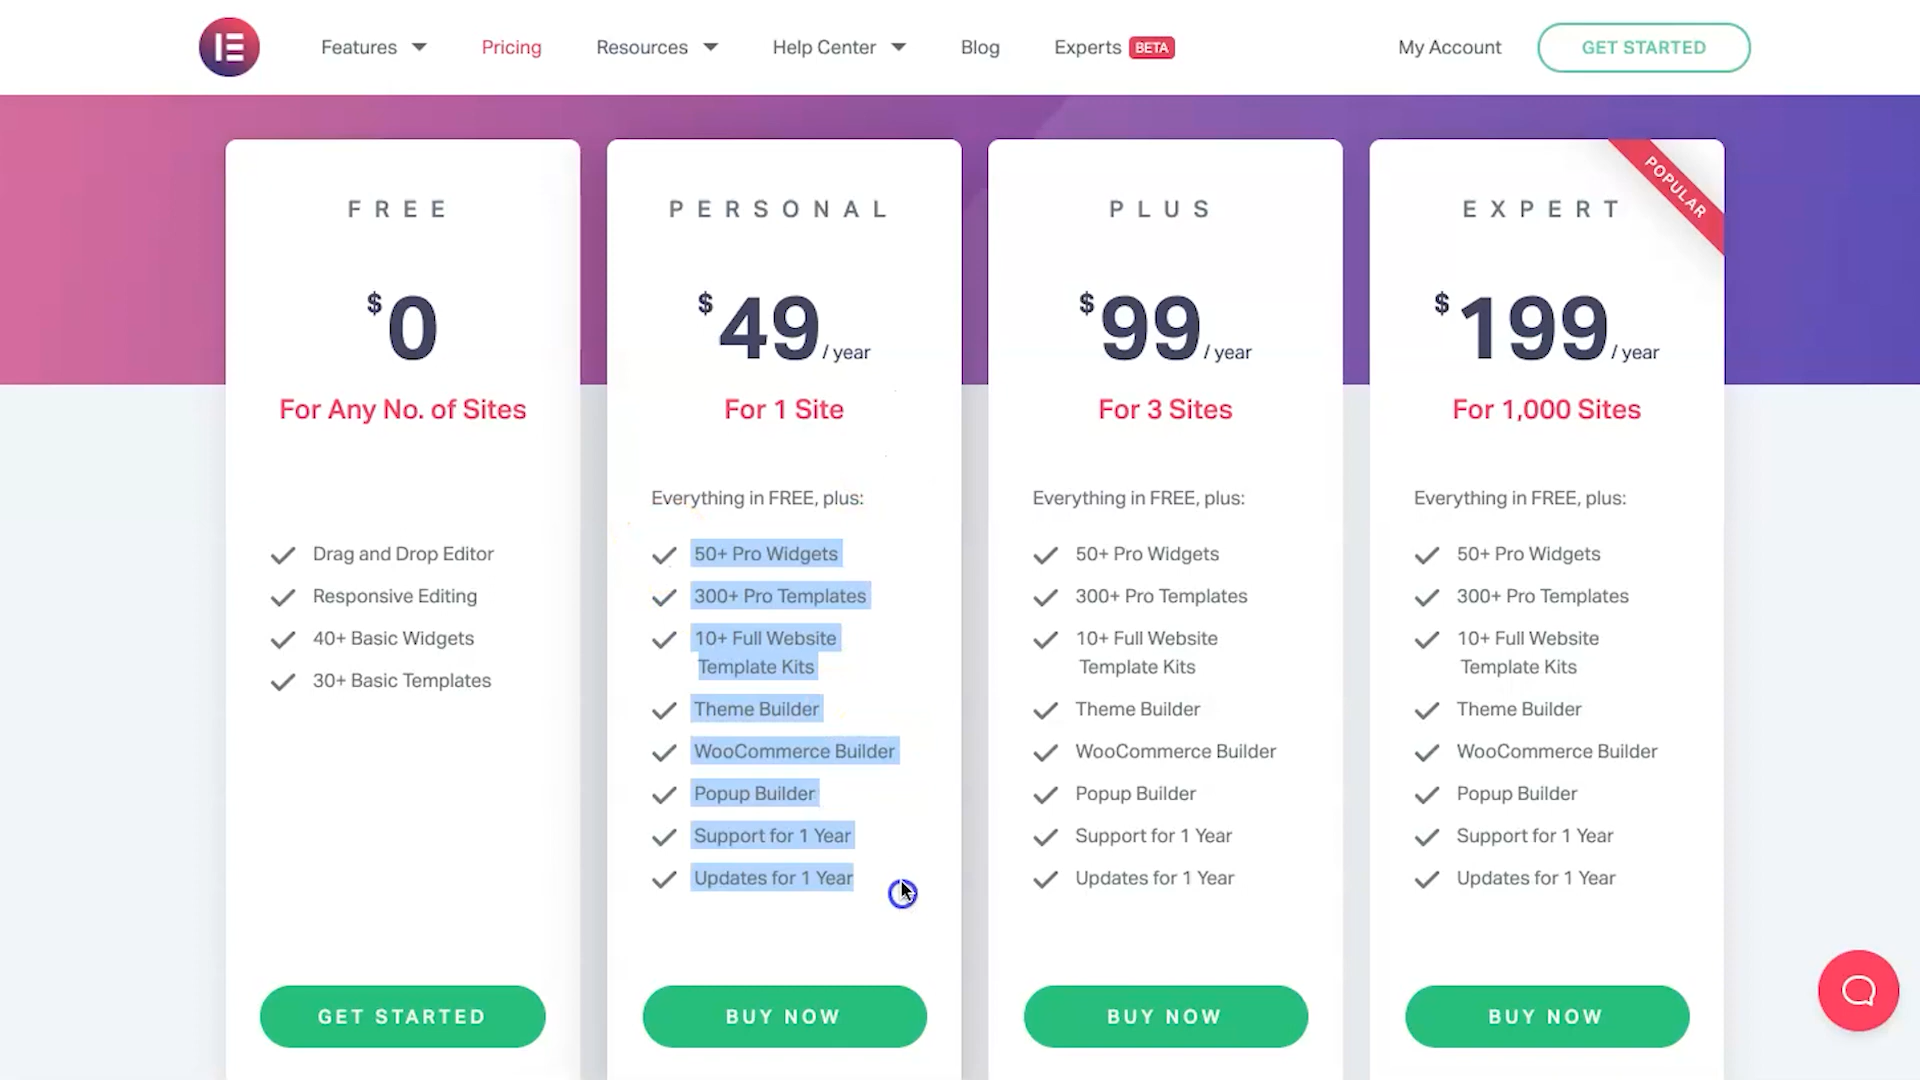 Features
Pricing
Resources
Help Center
Blog
Experts BETA
My Account
GET STARTED
FREE
$0
For Any No. of Sites
Drag and Drop Editor
Responsive Editing
40+ Basic Widgets
30+ Basic Templates
GET STARTED
PERSONAL
$49/ year
For 1 Site
Everything in FREE, plus:
50+ Pro Widgets
300+ Pro Templates
10+ Full Website
Template Kits
Theme Builder
WooCommerce Builder
Popup Builder
Support for 1 Year
Updates for 1 Year
BUY NOW
PLUS
$99/ year
For 3 Sites
Everything in FREE, plus:
50+ Pro Widgets
300+ Pro Templates
10+ Full Website
Template Kits
Theme Builder
WooCommerce Builder
Popup Builder
Support for 1 Year
Updates for 1 Year
BUY NOW
POPULAR
EXPERT
$199/ year
For 1,000 Sites
Everything in FREE, plus:
50+ Pro Widgets
300+ Pro Templates
10+ Full Website
Template Kits
Theme Builder
WooCommerce Builder
Popup Builder
Support for 1 Year
Updates for 1 Year
BUY NOW